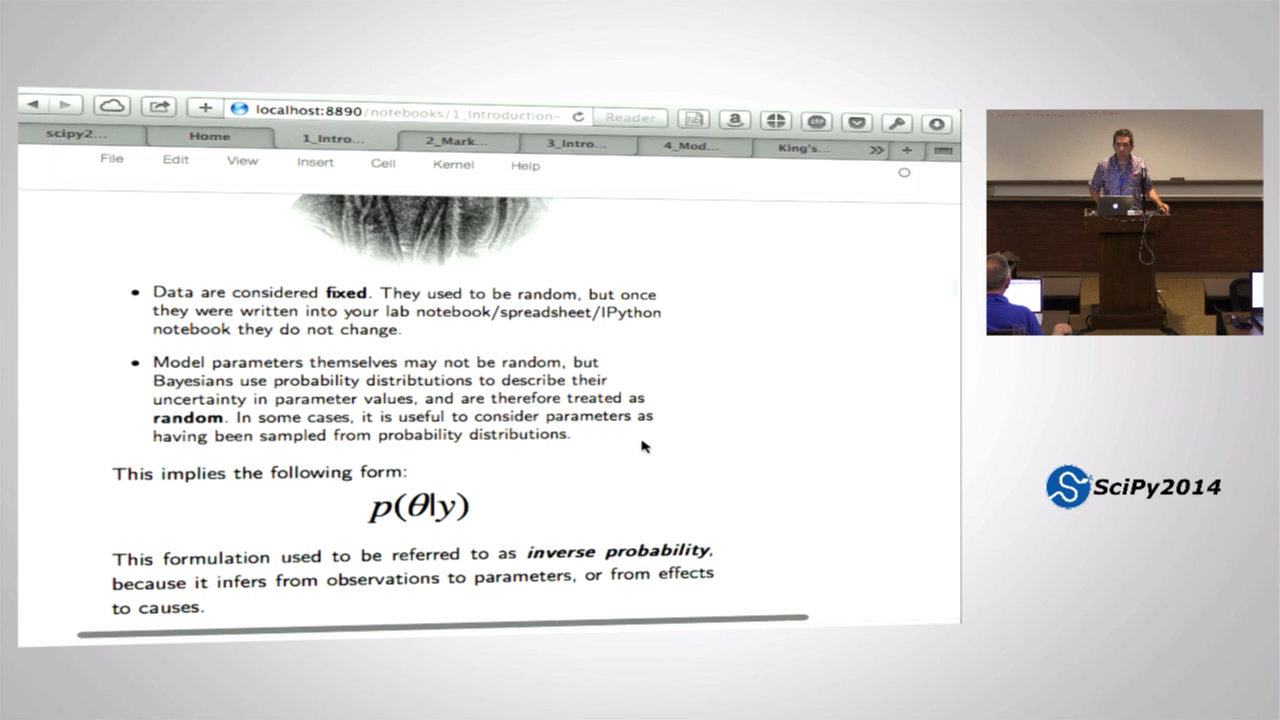 localhost:8890/notebooks/1_Introduction-
Reader
scipy2...
Home
1_Intro...
2_Mark...
3_Intro...
4_Mod...
King's...
File Edit View Insert Cell Kernel Help
• Data are considered fixed. They used to be random, but once
they were written into your lab notebook/spreadsheet/IPython
notebook they do not change.
• Model parameters themselves may not be random, but
Bayesians use probability distribtutions to describe their
uncertainty in parameter values, and are therefore treated as
random. In some cases, it is useful to consider parameters as
having been sampled from probability distributions.
This implies the following form:
p(θ|y)
This formulation used to be referred to as inverse probability,
because it infers from observations to parameters, or from effects
to causes.
SciPy2014